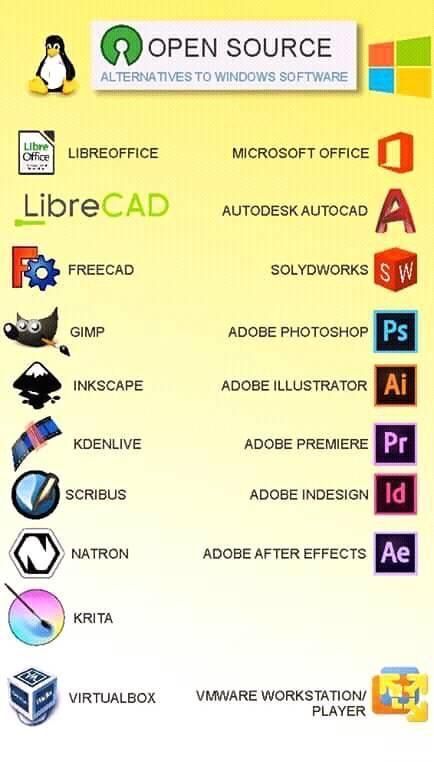 OPEN SOURCE
ALTERNATIVES TO WINDOWS SOFTWARE
Libre Office
LIBREOFFICE
MICROSOFT OFFICE
LibreCAD
AUTODESK AUTOCAD
FREECAD
SOLYDWORKS
S W
GIMP
ADOBE PHOTOSHOP
Ps
INKSCAPE
ADOBE ILLUSTRATOR
Ai
KDENLIVE
ADOBE PREMIERE
Pr
SCRIBUS
ADOBE INDESIGN
Id
NATRON
ADOBE AFTER EFFECTS
Ae
KRITA
VIRTUALBOX
VMWARE WORKSTATION/
PLAYER